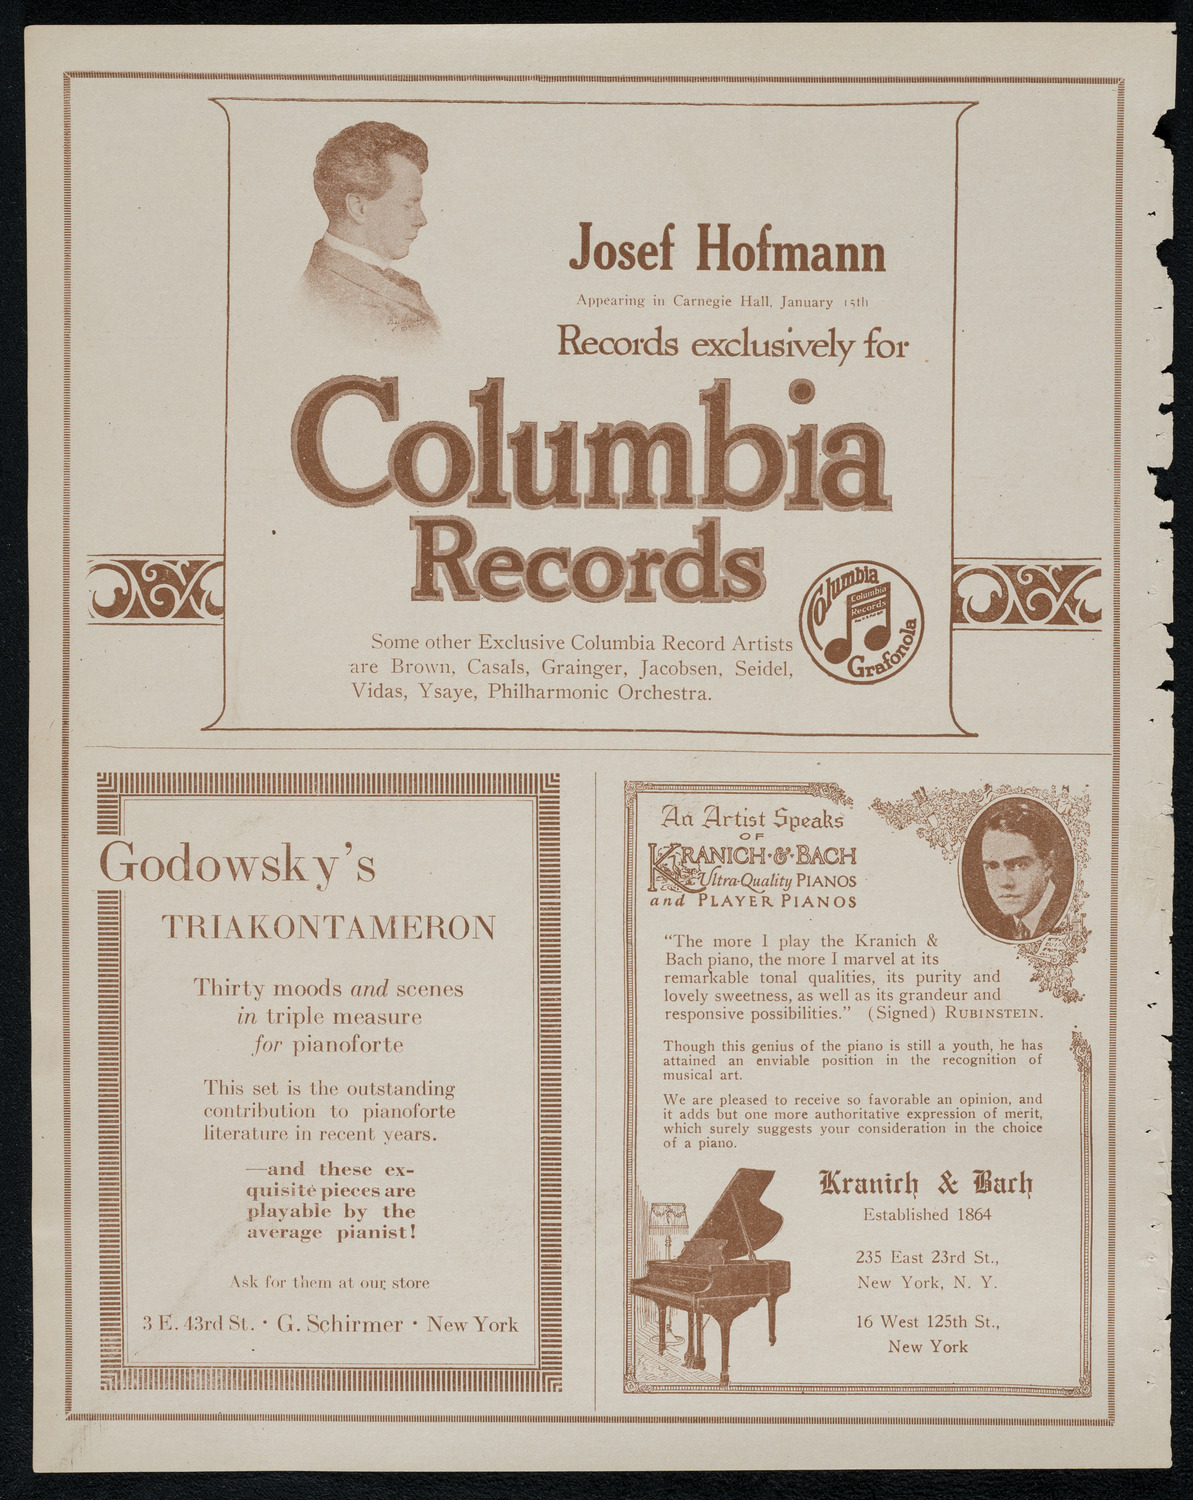 Josef Hofmann
Appearing in Carnegie Hall, January 15th
Records exclusively for
Columbia
Records
Columbia
Columbia
Records
Grafonola
Some other Exclusive Columbia Record Artists
are Brown, Casals, Grainger, Jacobsen, Seidel,
Vidas, Ysaye, Philharmonic Orchestra.
Godowsky's
TRIAKONTAMERON
Thirty moods and scenes
in triple measure
for pianoforte
This set is the outstanding
contribution to pianoforte
literature in recent years.
—and these ex-
quisite pieces are
playable by the
average pianist!
Ask for them at our store
3 E. 43rd St. · G. Schirmer · New York
An Artist Speaks
OF
KRANICH·&·BACH
Ultra-Quality PIANOS
and PLAYER PIANOS
"The more I play the Kranich &
Bach piano, the more I marvel at its
remarkable tonal qualities, its purity and
lovely sweetness, as well as its grandeur and
responsive possibilities." (Signed) RUBINSTEIN.
Though this genius of the piano is still a youth, he has
attained an enviable position in the recognition of
musical art.
We are pleased to receive so favorable an opinion, and
it adds but one more authoritative expression of merit,
which surely suggests your consideration in the choice
of a piano.
Kranich & Bach
Established 1864
235 East 23rd St.,
New York, N. Y.
16 West 125th St.,
New York